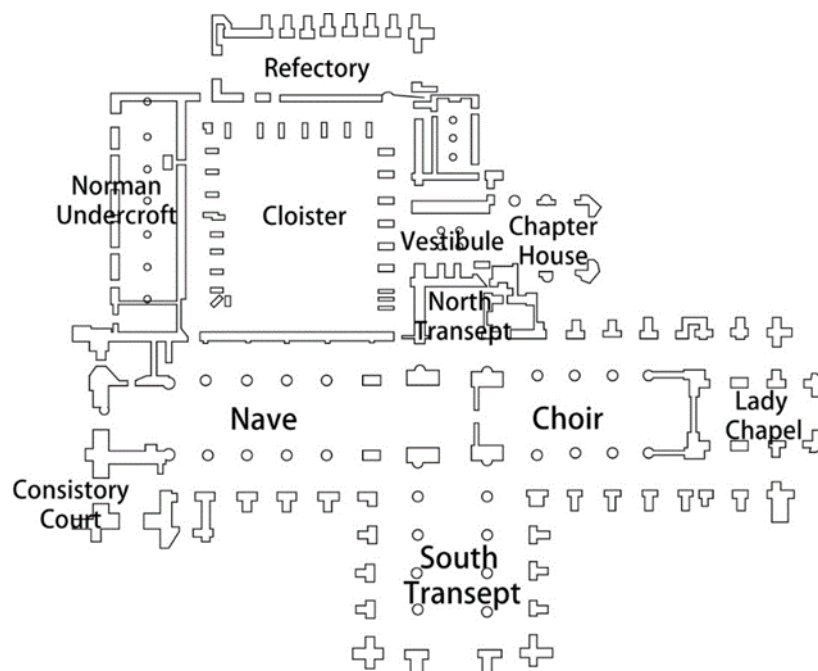 Refectory
Norman
Undercroft
Cloister
Vestibule
Chapter
House
North
Transept
Nave
Choir
Lady
Chapel
Consistory
Court
South
Transept